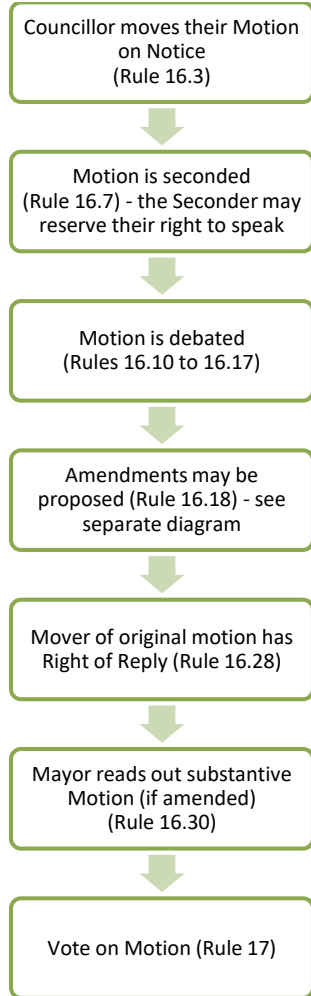 Councillor moves their Motion
on Notice
(Rule 16.3)
Motion is seconded
(Rule 16.7) - the Seconder may
reserve their right to speak
Motion is debated
(Rules 16.10 to 16.17)
Amendments may be
proposed (Rule 16.18) - see
separate diagram
Mover of original motion has
Right of Reply (Rule 16.28)
Mayor reads out substantive
Motion (if amended)
(Rule 16.30)
Vote on Motion (Rule 17)